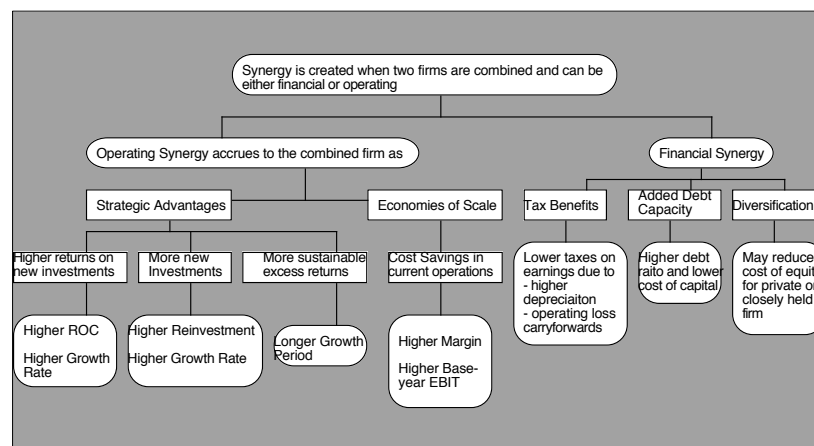 Synergy is created when two firms are combined and can be
either financial or operating
Operating Synergy accrues to the combined firm as
Financial Synergy
Strategic Advantages
Economies of Scale
Tax Benefits
Added Debt
Capacity
Diversification
Higher returns on
new investments
More new
Investments
More sustainable
excess returns
Cost Savings in
current operations
Lower taxes on
earnings due to
- higher
depreciaiton
- operating loss
carryforwards
Higher debt
raito and lower
cost of capital
May reduce
cost of equity
for private or
closely held
firm
Higher ROC
Higher Growth
Rate
Higher Reinvestment
Higher Growth Rate
Longer Growth
Period
Higher Margin
Higher Base-
year EBIT